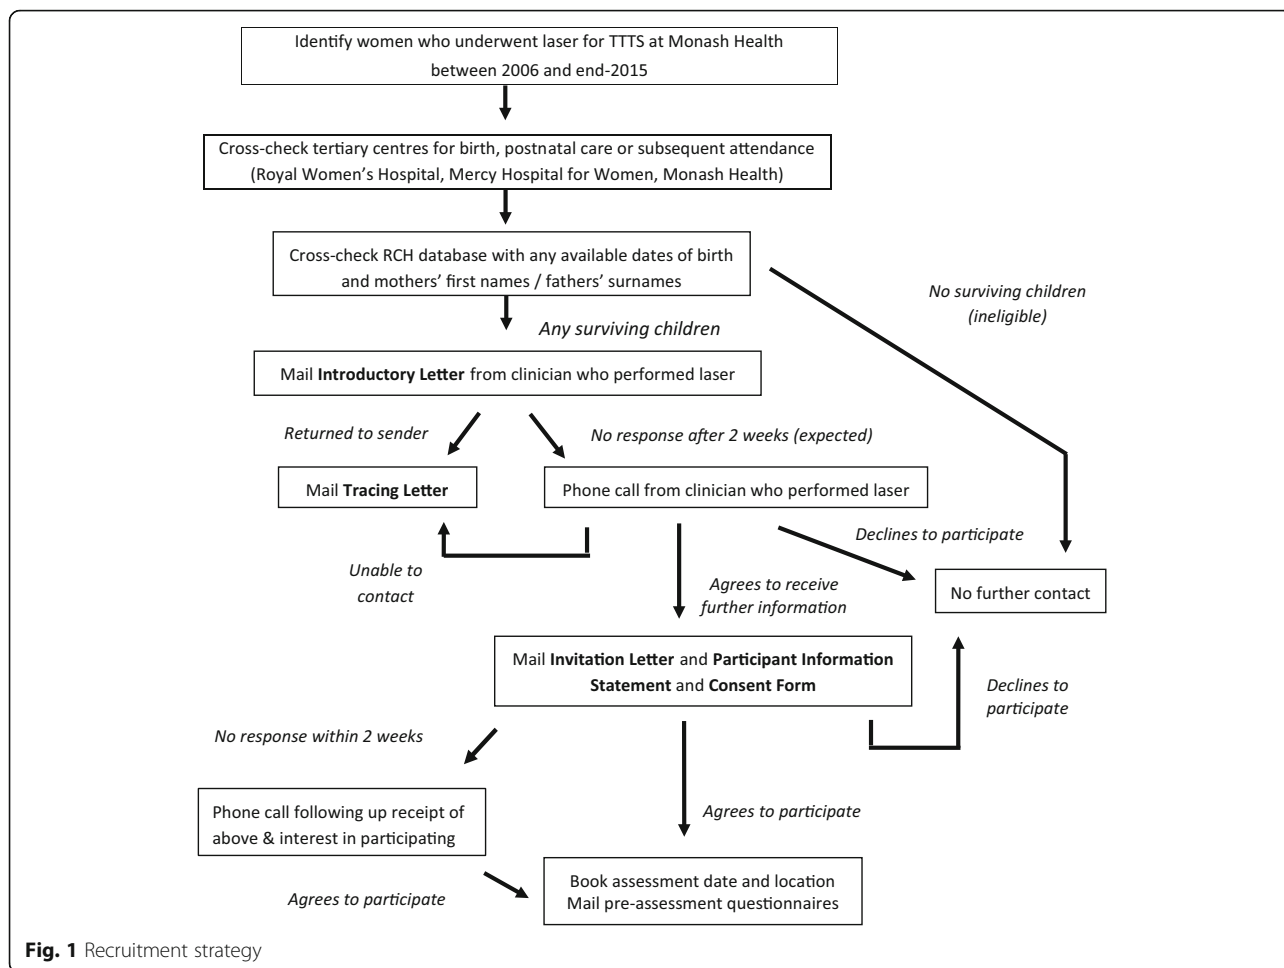 Identify women who underwent laser for TTTS at Monash Health
between 2006 and end-2015
Cross-check tertiary centres for birth, postnatal care or subsequent attendance
(Royal Women's Hospital, Mercy Hospital for Women, Monash Health)
Cross-check RCH database with any available dates of birth
and mothers' first names / fathers' surnames
No surviving children
(ineligible)
Any surviving children
Mail Introductory Letter from clinician who performed laser
Returned to sender
No response after 2 weeks (expected)
Mail Tracing Letter
Phone call from clinician who performed laser
Declines to participate
Unable to
contact
Agrees to receive
further information
No further contact
Mail Invitation Letter and Participant Information
Statement and Consent Form
Declines to
participate
No response within 2 weeks
Phone call following up receipt of
above & interest in participating
Agrees to participate
Agrees to participate
Book assessment date and location
Mail pre-assessment questionnaires
Fig. 1 Recruitment strategy